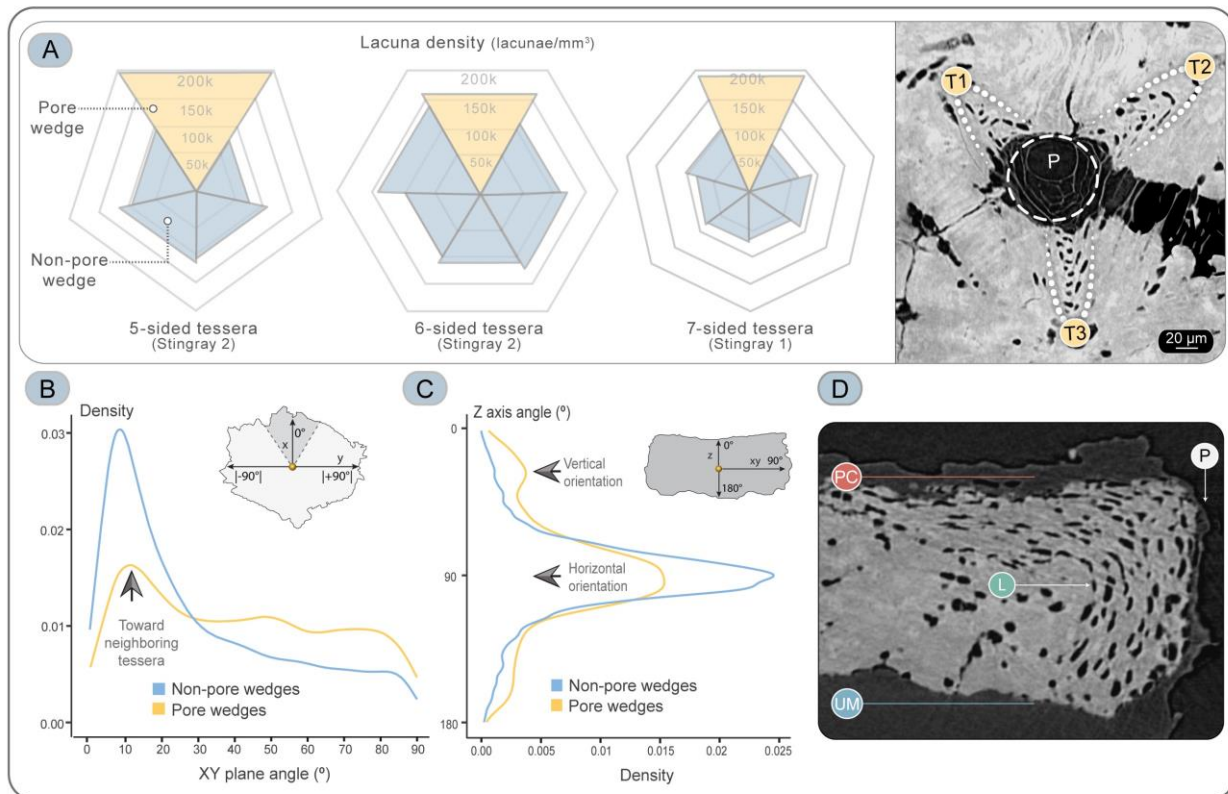 A
Lacuna density (lacunae/mm³)
Pore
wedge
Non-pore
wedge
200k
150k
100k
50k
5-sided tessera
(Stingray 2)
200k
150k
100k
50k
6-sided tessera
(Stingray 2)
200k
150k
100k
50k
7-sided tessera
(Stingray 1)
T1
T2
P
T3
20 µm
B
Density
0.03
0.02
0.01
0.00
0°
x
y
|-90°|
|+90°|
Toward
neighboring
tessera
Non-pore wedges
Pore wedges
0
10
20
30
40
50
60
70
80
90
XY plane angle (°)
C
Z axis angle (°)
0
90
180
Vertical
orientation
Horizontal
orientation
0°
z
xy 90°
180°
Non-pore wedges
Pore wedges
0.00
0.005
0.01
0.015
0.02
0.025
Density
D
P
PC
L
UM